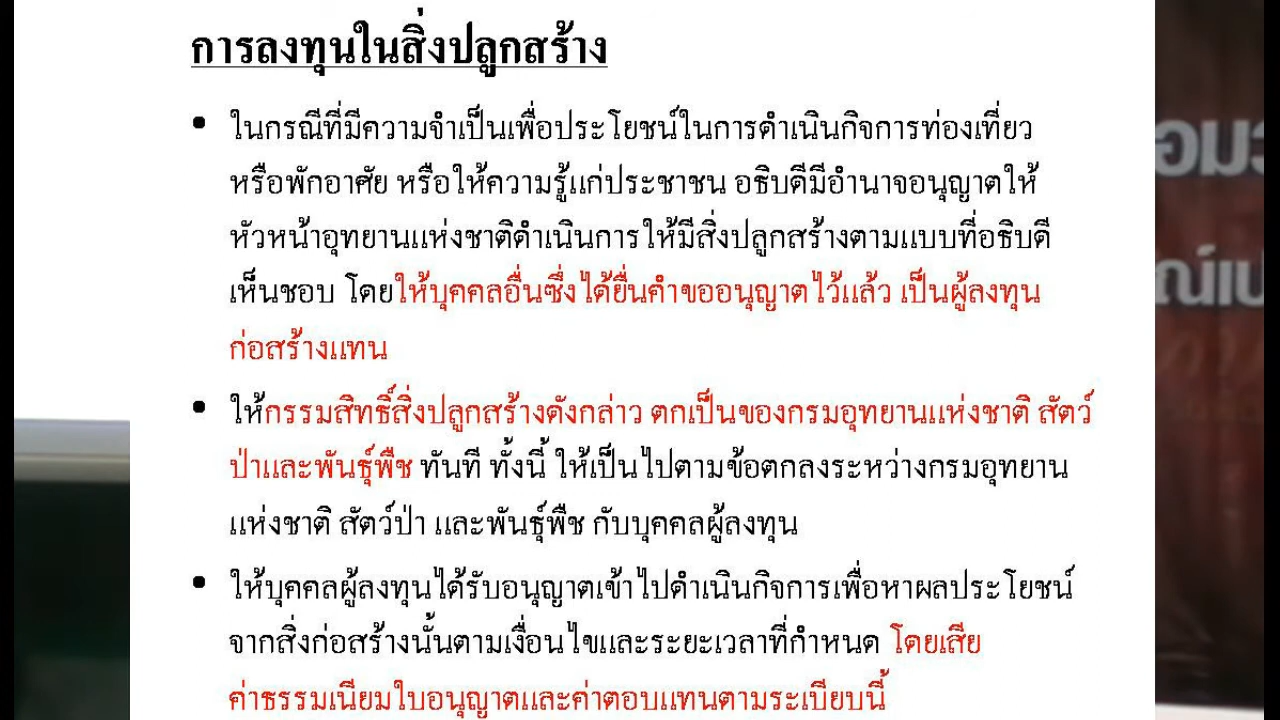 การลงทุนในสิ่งปลูกสร้าง
• ในกรณีที่มีความจำเป็นเพื่อประโยชน์ในการดำเนินกิจการท่องเที่ยว
หรือพักอาศัย หรือให้ความรู้แก่ประชาชน อธิบดีมีอำนาจอนุญาตให้
หัวหน้าอุทยานแห่งชาติดำเนินการให้มีสิ่งปลูกสร้างตามแบบที่อธิบดี
เห็นชอบ โดยให้บุคคลอื่นซึ่งได้ยื่นคำขออนุญาตไว้แล้ว เป็นผู้ลงทุน
ก่อสร้างแทน
• ให้กรรมสิทธิ์สิ่งปลูกสร้างดังกล่าว ตกเป็นของกรมอุทยานแห่งชาติ สัตว์
ป่าและพันธุ์พืช ทันที ทั้งนี้ ให้เป็นไปตามข้อตกลงระหว่างกรมอุทยาน
แห่งชาติ สัตว์ป่า และพันธุ์พืช กับบุคคลผู้ลงทุน
• ให้บุคคลผู้ลงทุนได้รับอนุญาตเข้าไปดำเนินกิจการเพื่อหาผลประโยชน์
จากสิ่งก่อสร้างนั้นตามเงื่อนไขและระยะเวลาที่กำหนด โดยเสีย
ค่าธรรมเนียมใบอนุญาตและค่าตอบแทนตามระเบียบนี้